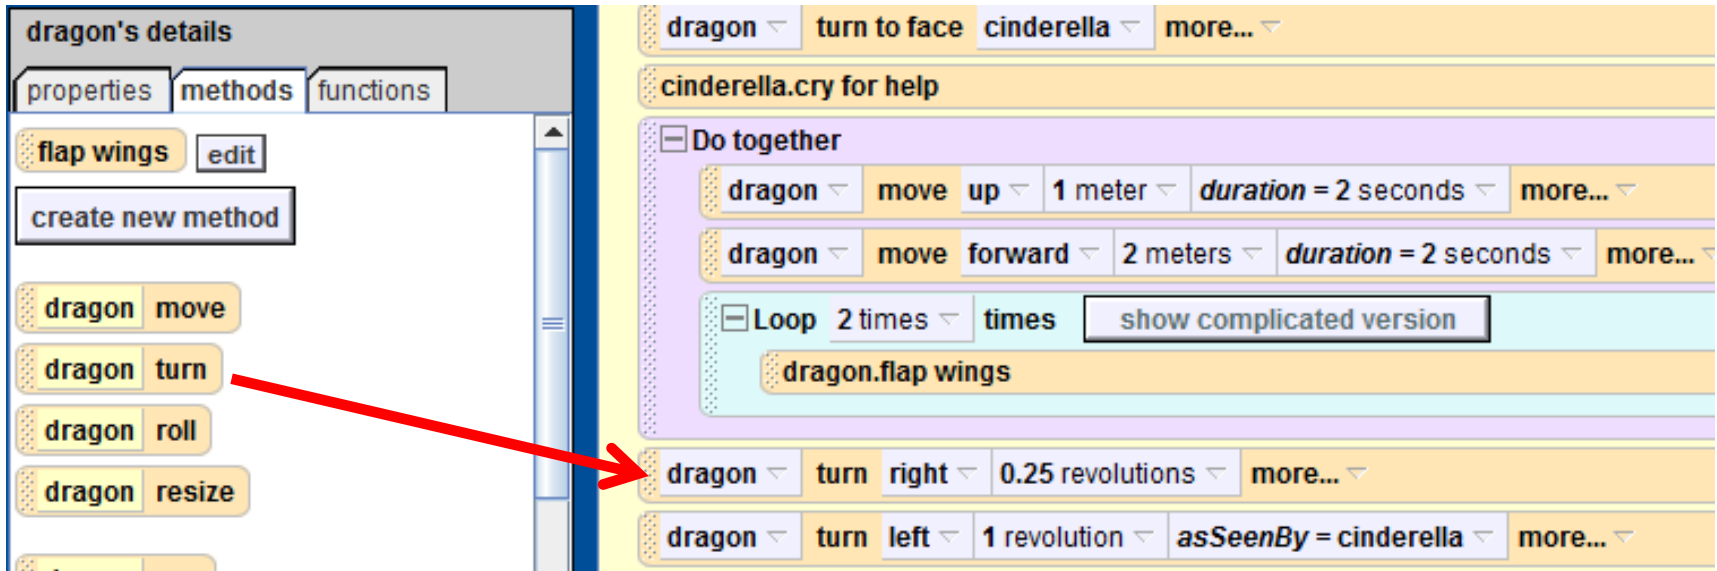 dragon's details
properties methods functions
flap wings edit
create new method
dragon move
dragon turn
dragon roll
dragon resize
dragon turn to face cinderella more...
cinderella.cry for help
Do together
dragon move up 1 meter duration = 2 seconds more...
dragon move forward 2 meters duration = 2 seconds more...
Loop 2 times times show complicated version
dragon.flap wings
dragon turn right 0.25 revolutions more...
dragon turn left 1 revolution asSeenBy = cinderella more...